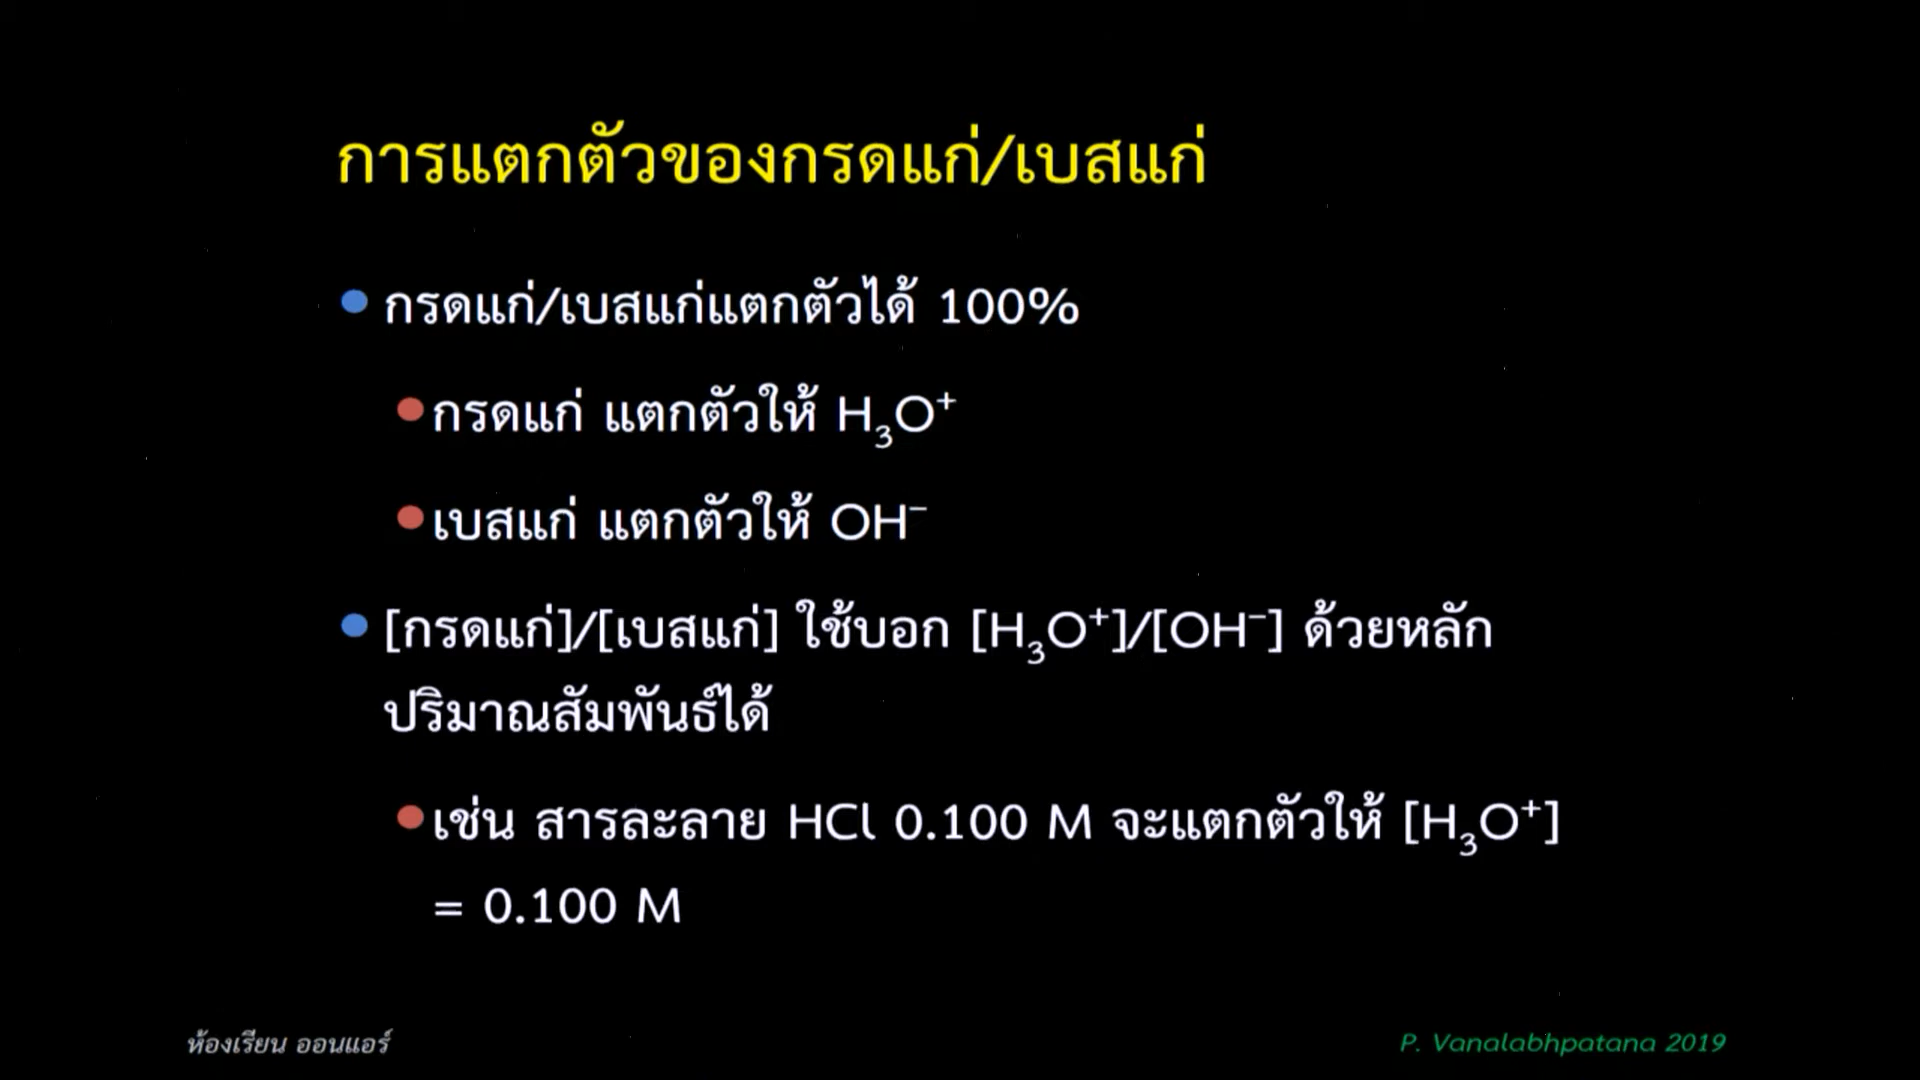 การแตกตัวของกรดแก่/เบสแก่
กรดแก่/เบสแก่แตกตัวได้ 100%
กรดแก่ แตกตัวให้ H₃O⁺
เบสแก่ แตกตัวให้ OH⁻
[กรดแก่]/[เบสแก่] ใช้บอก [H₃O⁺]/[OH⁻] ด้วยหลัก
ปริมาณสัมพันธ์ได้
เช่น สารละลาย HCl 0.100 M จะแตกตัวให้ [H₃O⁺]
= 0.100 M
ห้องเรียน ออนแอร์
P. Vanalabhpatana 2019